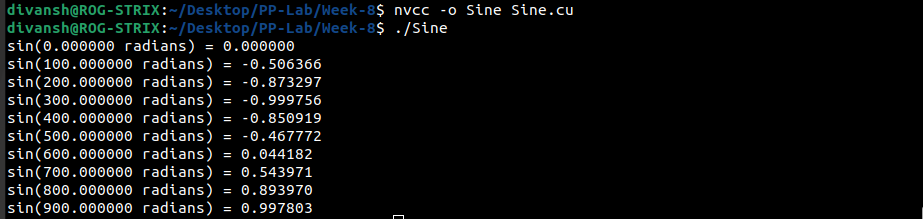 divansh@ROG-STRIX:~/Desktop/PP-Lab/Week-8$ nvcc -o Sine Sine.cu
divansh@ROG-STRIX:~/Desktop/PP-Lab/Week-8$ ./Sine
sin(0.000000 radians) = 0.000000
sin(100.000000 radians) = -0.506366
sin(200.000000 radians) = -0.873297
sin(300.000000 radians) = -0.999756
sin(400.000000 radians) = -0.850919
sin(500.000000 radians) = -0.467772
sin(600.000000 radians) = 0.044182
sin(700.000000 radians) = 0.543971
sin(800.000000 radians) = 0.893970
sin(900.000000 radians) = 0.997803